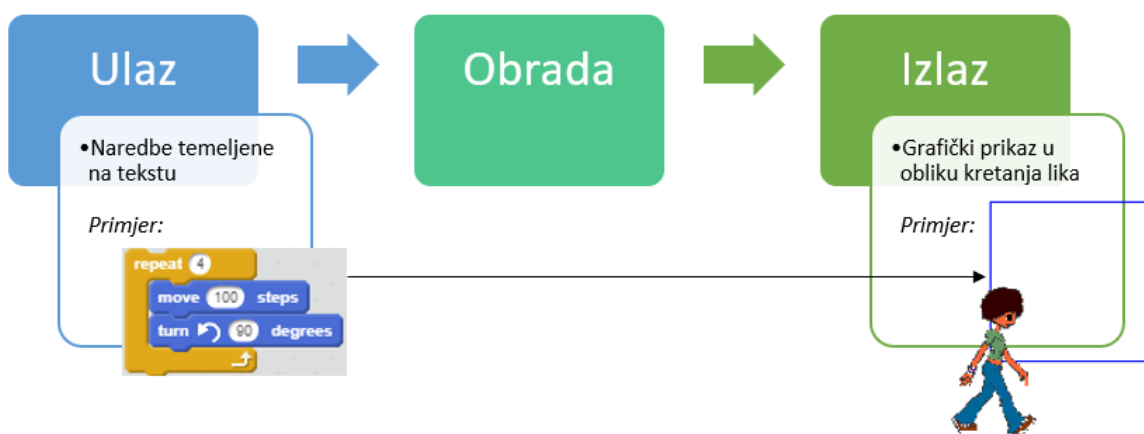 Ulaz
Obrada
Izlaz
•Naredbe temeljene
na tekstu
Primjer:
repeat 4
move 100 steps
turn 90 degrees
•Grafički prikaz u
obliku kretanja lika
Primjer: